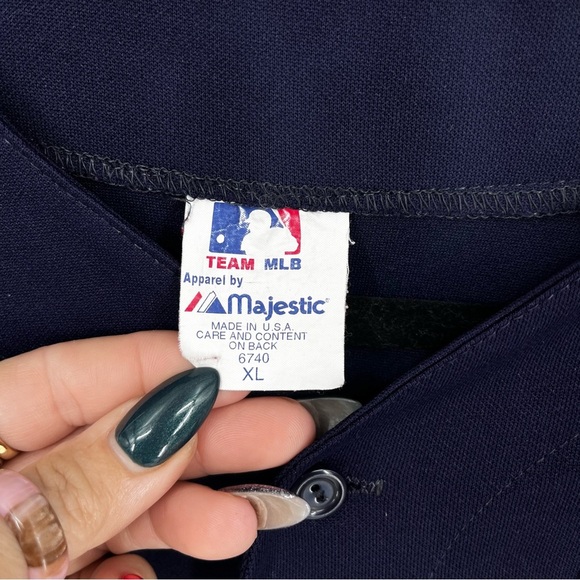 TEAM MLB
Apparel by
Majestic
MADE IN U.S.A.
CARE AND CONTENT
ON BACK
6740
XL